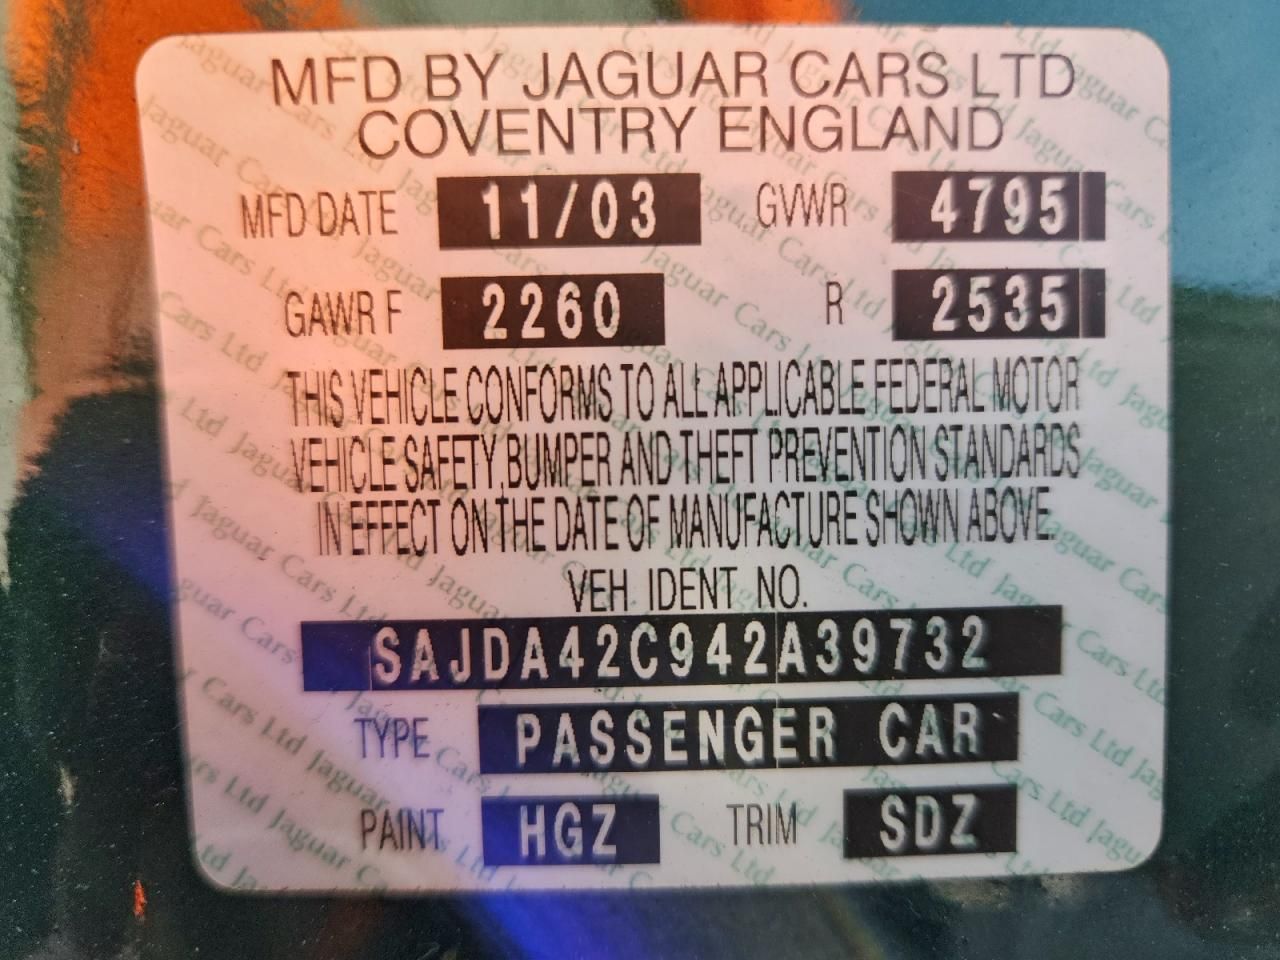 MFD BY JAGUAR CARS LTD
COVENTRY ENGLAND
MFD DATE 11/03 GVWR 4795
GAWR F 2260 R 2535
THIS VEHICLE CONFORMS TO ALL APPLICABLE FEDERAL MOTOR
VEHICLE SAFETY,BUMPER AND THEFT PREVENTION STANDARDS
IN EFFECT ON THE DATE OF MANUFACTURE SHOWN ABOVE.
VEH IDENT NO.
SAJDA42C942A39732
TYPE PASSENGER CAR
PAINT HGZ TRIM SDZ